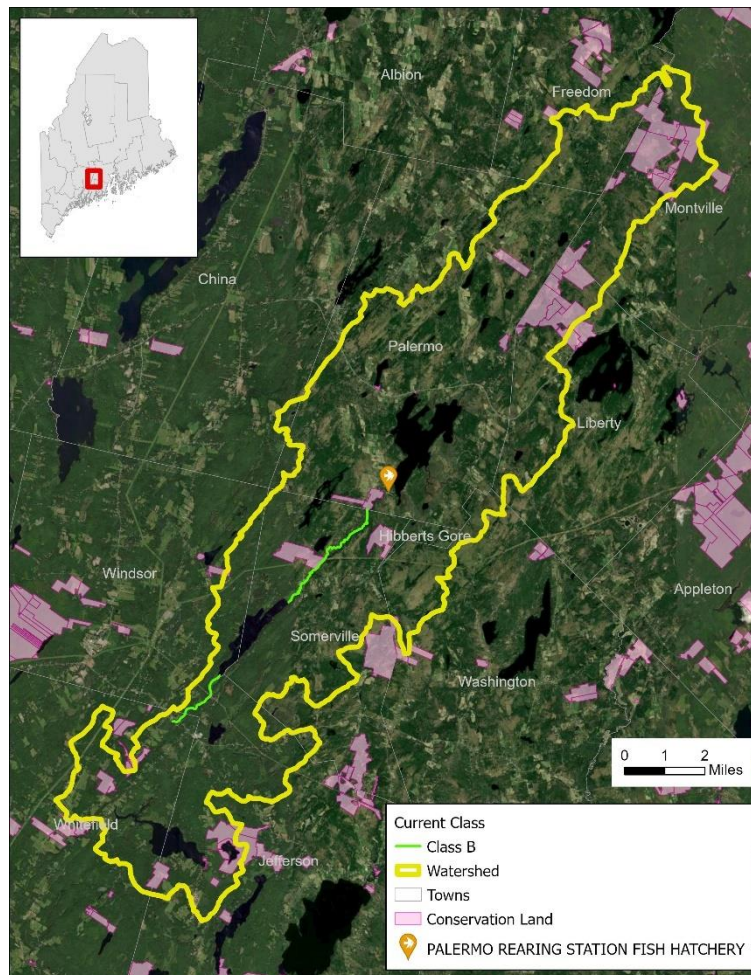 Albion
Freedom
Montville
China
Palermo
Liberty
Hibberts Gore
Windsor
Appleton
Somerville
Washington
Whitefield
Jefferson
0 1 2
Miles
Current Class
Class B
Watershed
Towns
Conservation Land
PALERMO REARING STATION FISH HATCHERY